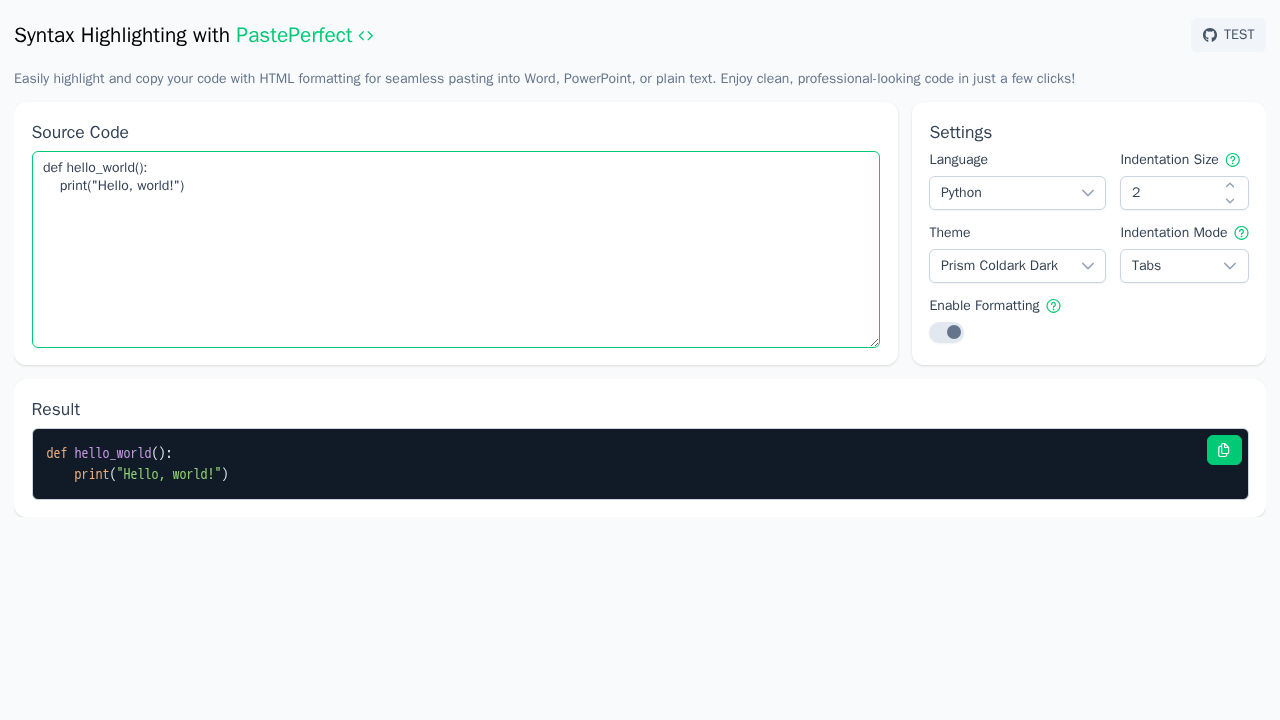 Syntax Highlighting with PastePerfect <>
TEST
Easily highlight and copy your code with HTML formatting for seamless pasting into Word, PowerPoint, or plain text. Enjoy clean, professional-looking code in just a few clicks!
Source Code
def hello_world():
    print("Hello, world!")
Settings
Language
Indentation Size
Python
2
Theme
Indentation Mode
Prism Coldark Dark
Tabs
Enable Formatting
Result
def hello_world():
    print("Hello, world!")